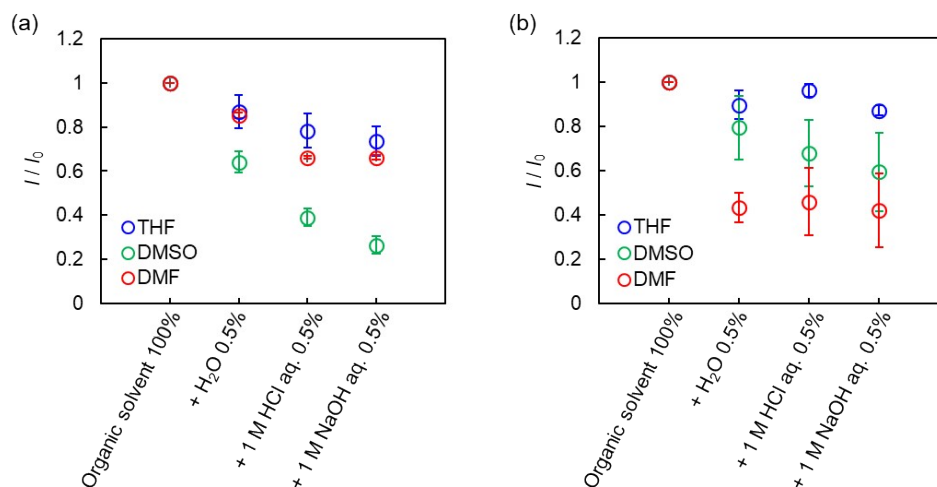 (a)
1.2
1
0.8
0.6
0.4
0.2
0
I / I0
THF
DMSO
DMF
Organic solvent 100%
+ H2O 0.5%
+ 1 M HCl aq. 0.5%
+ 1 M NaOH aq. 0.5%
(b)
1.2
1
0.8
0.6
0.4
0.2
0
I / I0
THF
DMSO
DMF
Organic solvent 100%
+ H2O 0.5%
+ 1 M HCl aq. 0.5%
+ 1 M NaOH aq. 0.5%